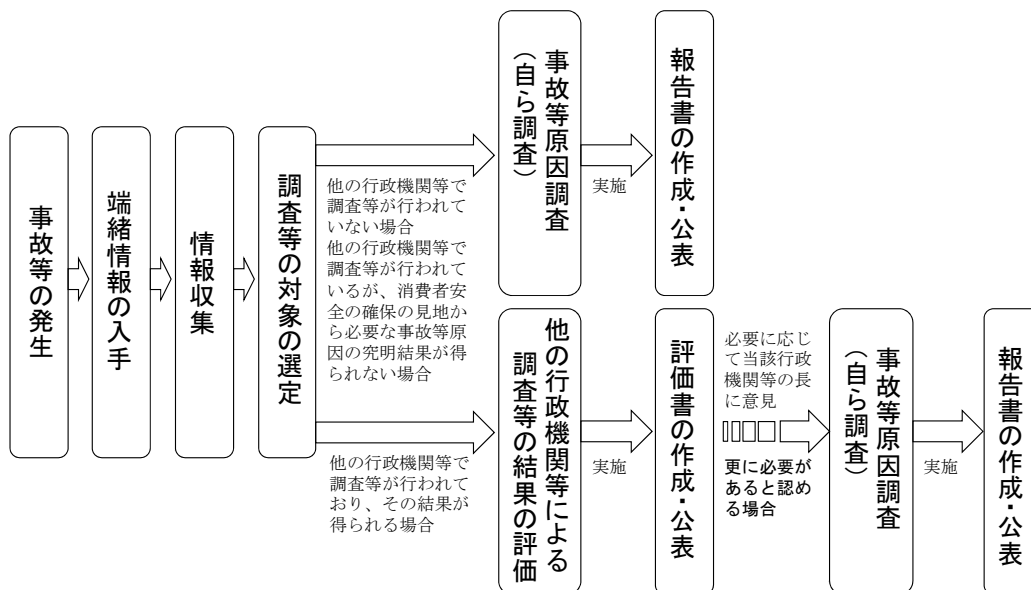 事故等の発生
端緒情報の入手
情報収集
調査等の対象の選定
他の行政機関等で
調査等が行われて
いない場合
他の行政機関等で
調査等が行われて
いるが、消費者安
全の確保の見地か
ら必要な事故等原
因の究明結果が得
られない場合
事故等原因調査
（自ら調査）
実施
報告書の作成・公表
他の行政機関等で
調査等が行われて
おり、その結果が
得られる場合
他の行政機関等による
調査等の結果の評価
実施
評価書の作成・公表
必要に応じ
て当該行政
機関等の長
に意見
更に必要が
あると認め
る場合
事故等原因調査
（自ら調査）
実施
報告書の作成・公表